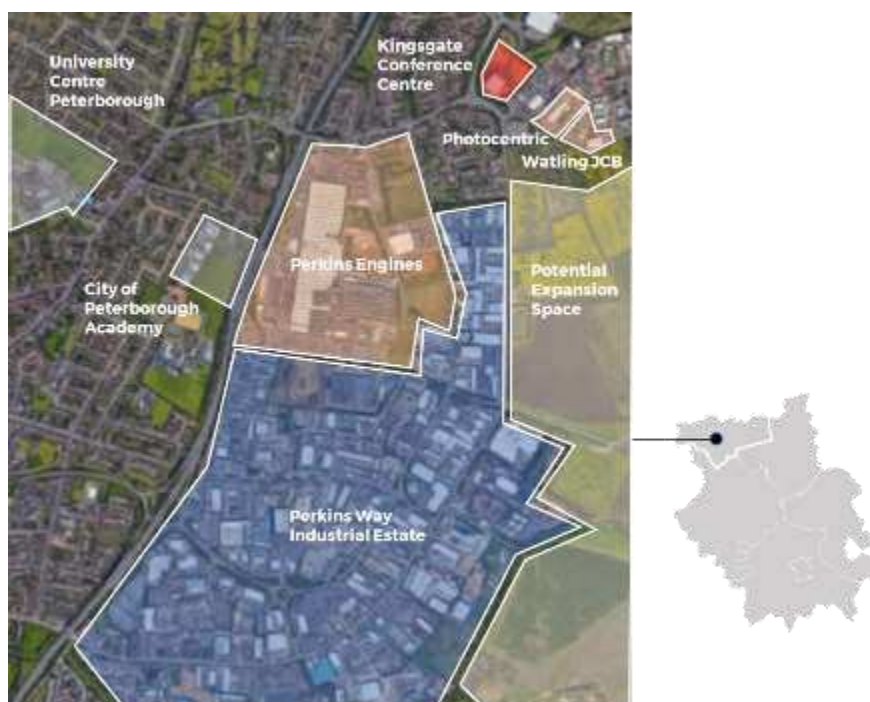 University
Centre
Peterborough
Kingsgate
Conference
Centre
Photocentric
Watling JCB
Perkins Engines
Potential
Expansion
Space
City of
Peterborough
Academy
Perkins Way
Industrial Estate